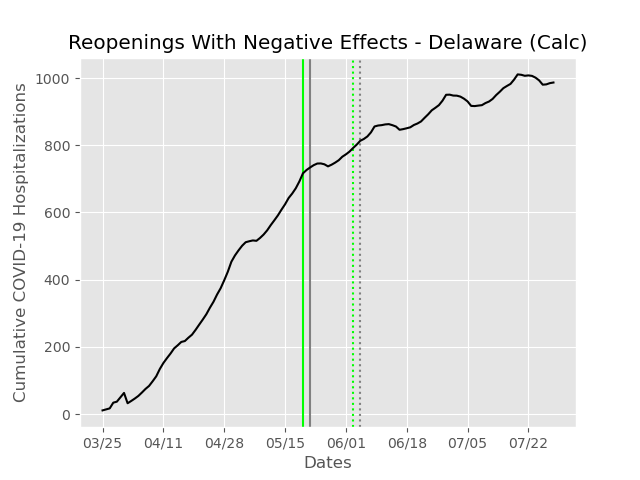 Reopenings With Negative Effects - Delaware (Calc)
Cumulative COVID-19 Hospitalizations
1000
800
600
400
200
0
03/25 04/11 04/28 05/15 06/01 06/18 07/05 07/22
Dates